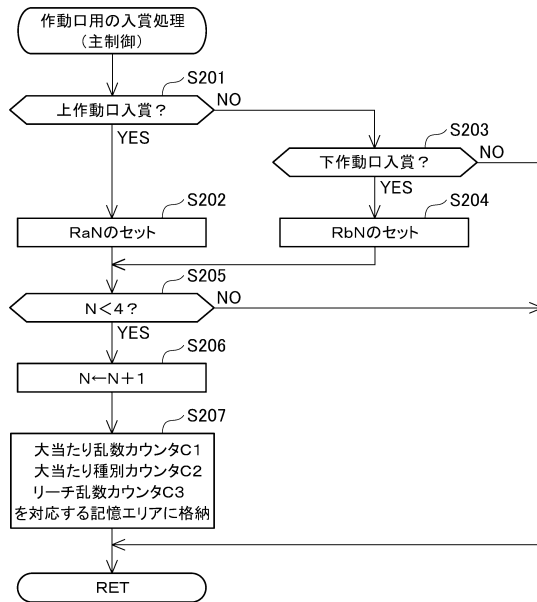 作動口用の入賞処理
(主制御)
S201
上作動口入賞?
NO
YES
S203
下作動口入賞?
NO
YES
S202
RaNのセット
S204
RbNのセット
S205
N<4?
NO
YES
S206
N←N+1
S207
大当たり乱数カウンタC1
大当たり種別カウンタC2
リーチ乱数カウンタC3
を対応する記憶エリアに格納
RET